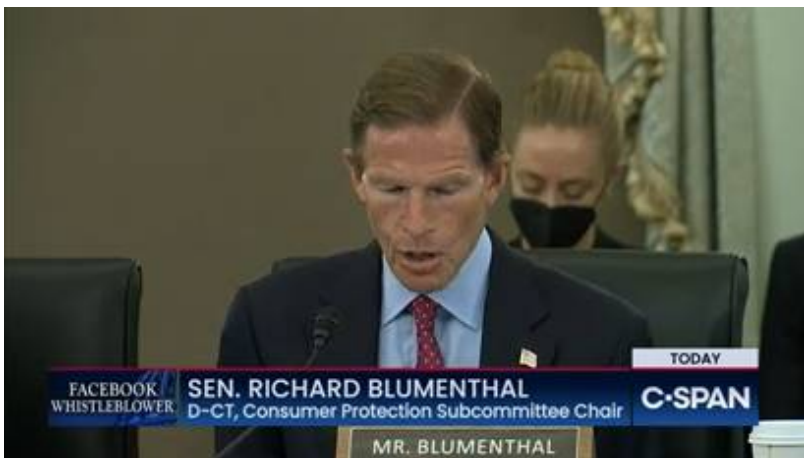 TODAY
FACEBOOK
WHISTLEBLOWER
SEN. RICHARD BLUMENTHAL
D-CT, Consumer Protection Subcommittee Chair
C-SPAN
MR. BLUMENTHAL